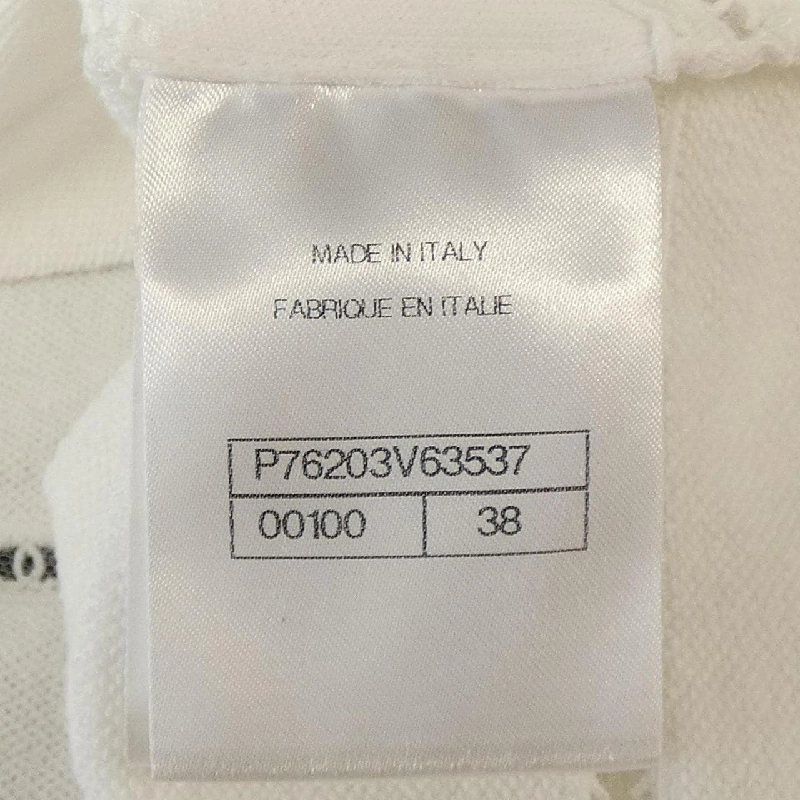 MADE IN ITALY
FABRIQUE EN ITALIE
P76203V63537
00100 38